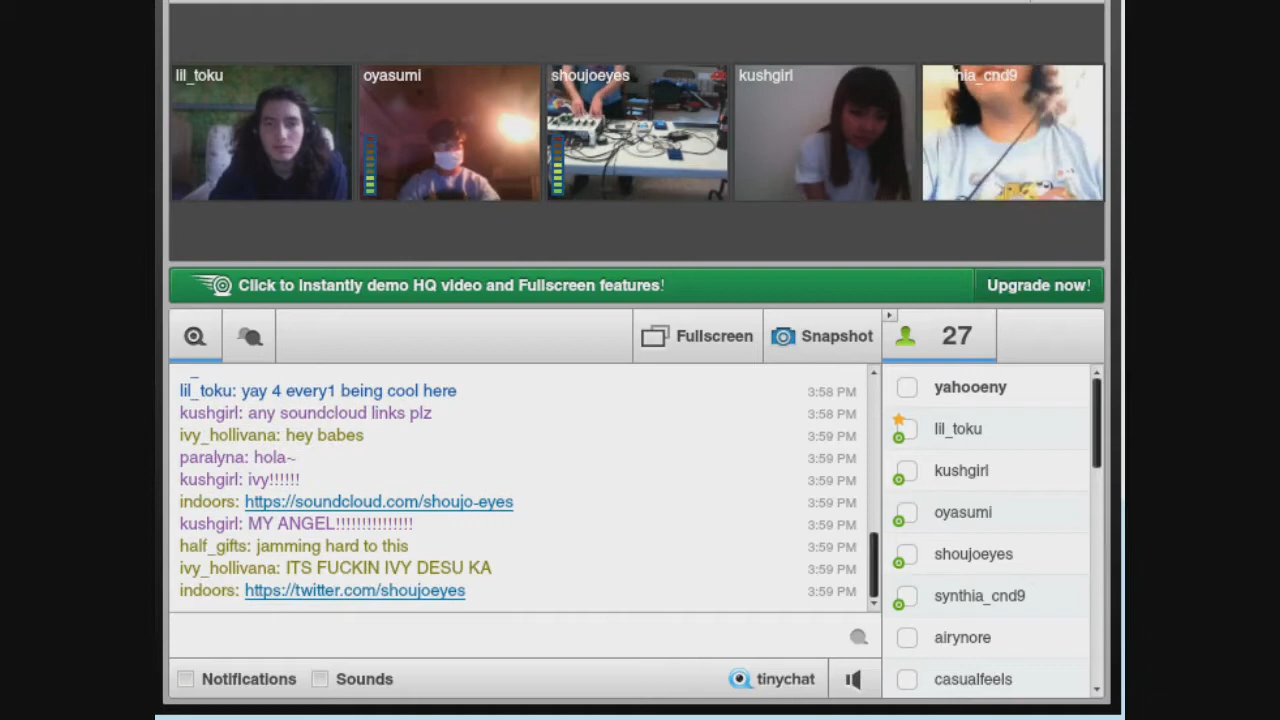 lil_toku
oyasumi
shoujoeyes
kushgirl
hia_cnd9
Click to instantly demo HQ video and Fullscreen features!
Upgrade now!
Fullscreen
Snapshot
27
lil_toku: yay 4 every1 being cool here 3:58 PM
kushgirl: any soundcloud links plz 3:58 PM
ivy_hollivana: hey babes 3:59 PM
paralyna: hola~ 3:59 PM
kushgirl: ivy!!!!!! 3:59 PM
indoors: https://soundcloud.com/shoujo-eyes 3:59 PM
kushgirl: MY ANGEL!!!!!!!!!!!!!!! 3:59 PM
half_gifts: jamming hard to this 3:59 PM
ivy_hollivana: ITS FUCKIN IVY DESU KA 3:59 PM
indoors: https://twitter.com/shoujoeyes 3:59 PM
yahooeny
lil_toku
kushgirl
oyasumi
shoujoeyes
synthia_cnd9
airynore
casualfeels
Notifications
Sounds
tinychat